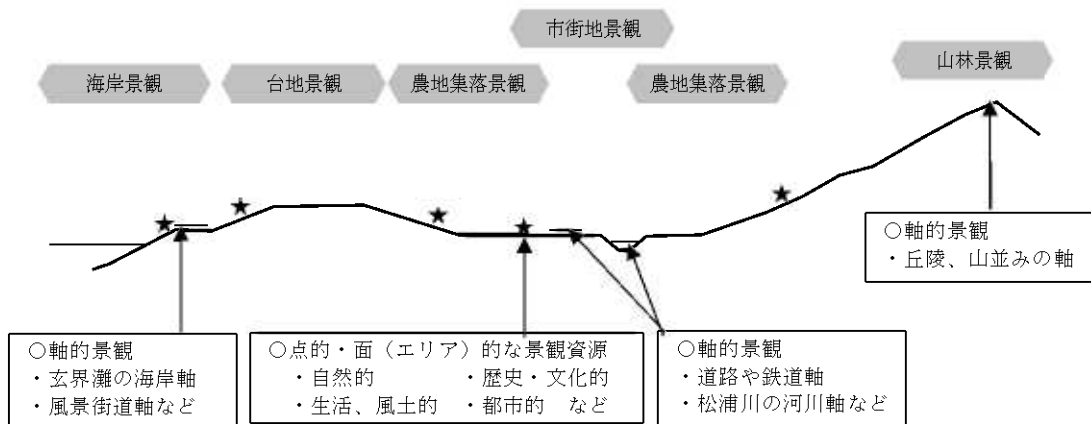 市街地景観
山林景観
海岸景観
台地景観
農地集落景観
農地集落景観
○軸的景観
・丘陵、山並みの軸
○軸的景観
・玄界灘の海岸軸
・風景街道軸など
○点的・面（エリア）的な景観資源
・自然的 ・歴史・文化的
・生活、風土的 ・都市的 など
○軸的景観
・道路や鉄道軸
・松浦川の河川軸など